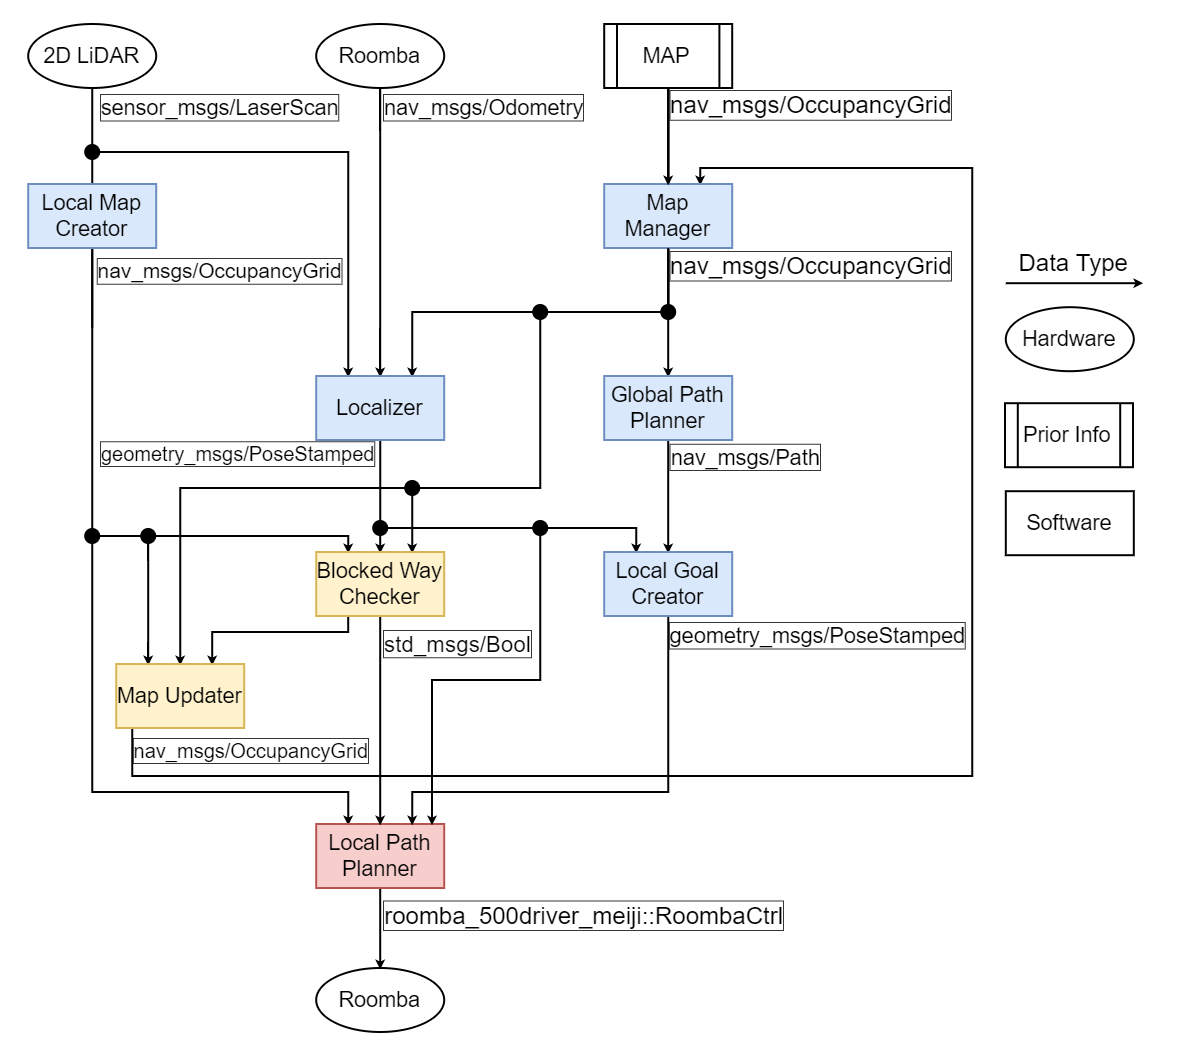 2D LiDAR
Roomba
MAP
sensor_msgs/LaserScan
nav_msgs/Odometry
nav_msgs/OccupancyGrid
Local Map
Creator
Map
Manager
nav_msgs/OccupancyGrid
nav_msgs/OccupancyGrid
Data Type
Hardware
Localizer
Global Path
Planner
Prior Info
geometry_msgs/PoseStamped
nav_msgs/Path
Software
Blocked Way
Checker
Local Goal
Creator
std_msgs/Bool
geometry_msgs/PoseStamped
Map Updater
nav_msgs/OccupancyGrid
Local Path
Planner
roomba_500driver_meiji::RoombaCtrl
Roomba